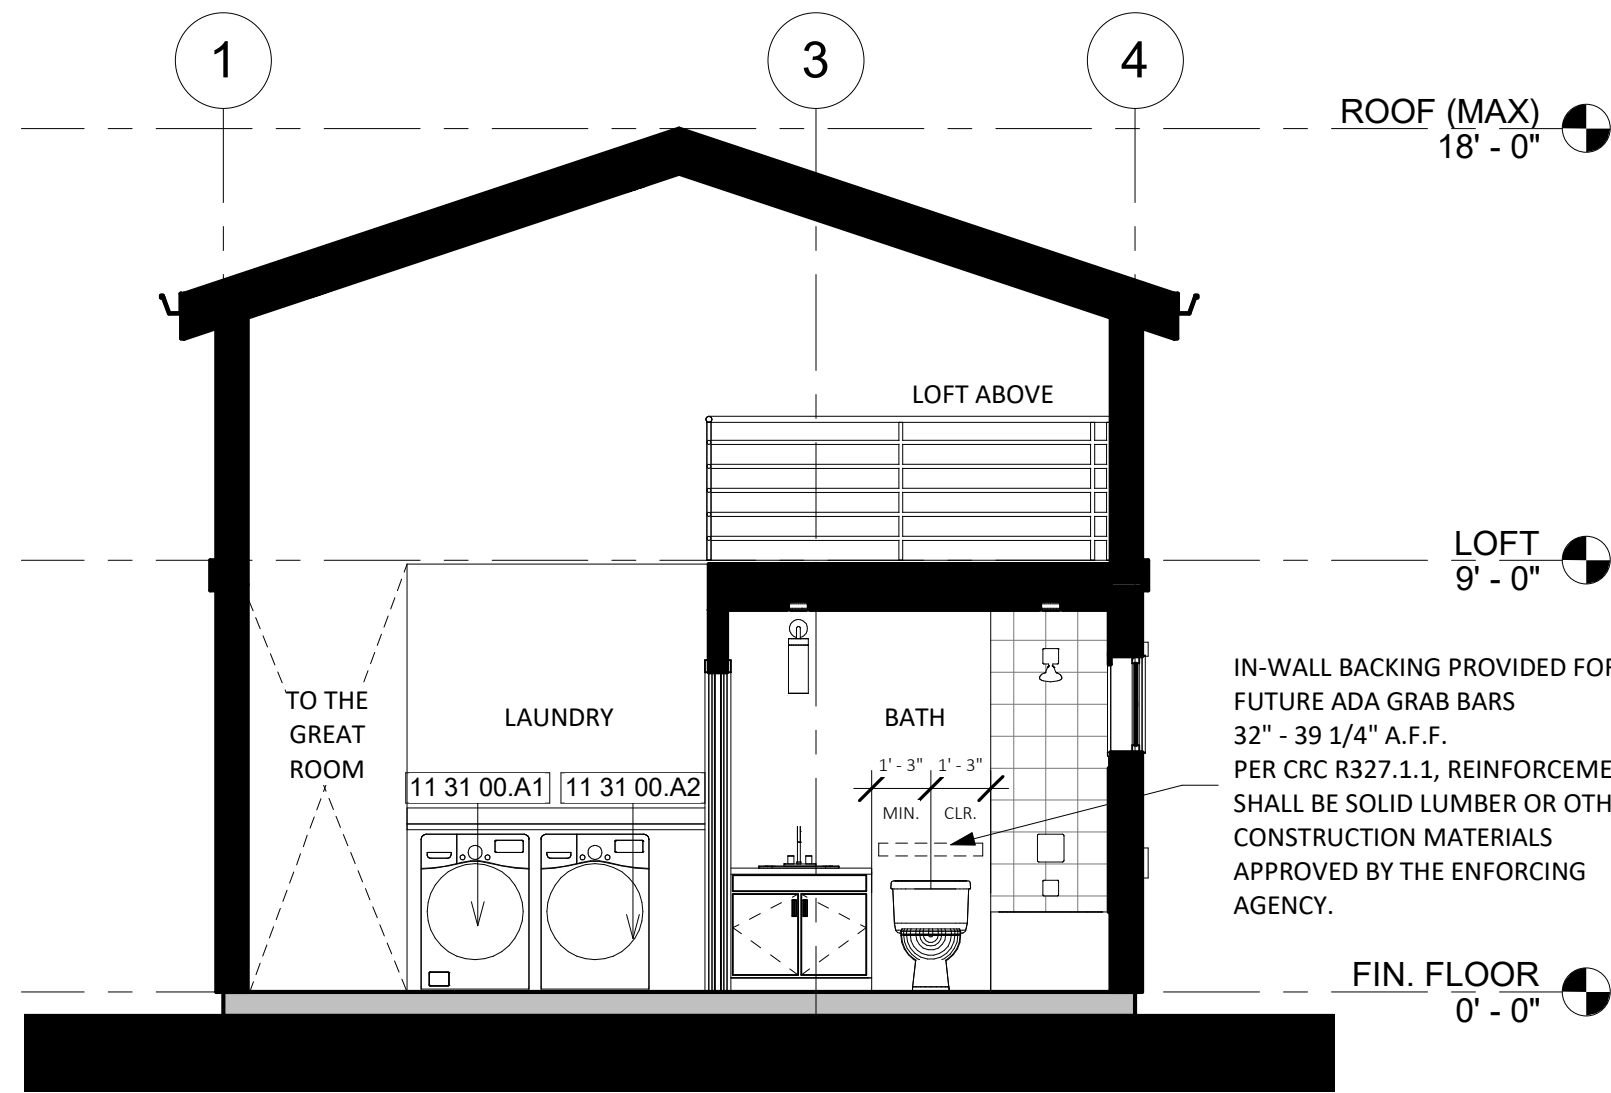 1
3
4
ROOF (MAX)
18' - 0"
LOFT ABOVE
LOFT
9' - 0"
TO THE
GREAT
ROOM
LAUNDRY
BATH
11 31 00.A1
11 31 00.A2
1' - 3"
1' - 3"
MIN.
CLR.
IN-WALL BACKING PROVIDED FOR
FUTURE ADA GRAB BARS
32" - 39 1/4" A.F.F.
PER CRC R327.1.1, REINFORCEME
SHALL BE SOLID LUMBER OR OTH
CONSTRUCTION MATERIALS
APPROVED BY THE ENFORCING
AGENCY.
FIN. FLOOR
0' - 0"